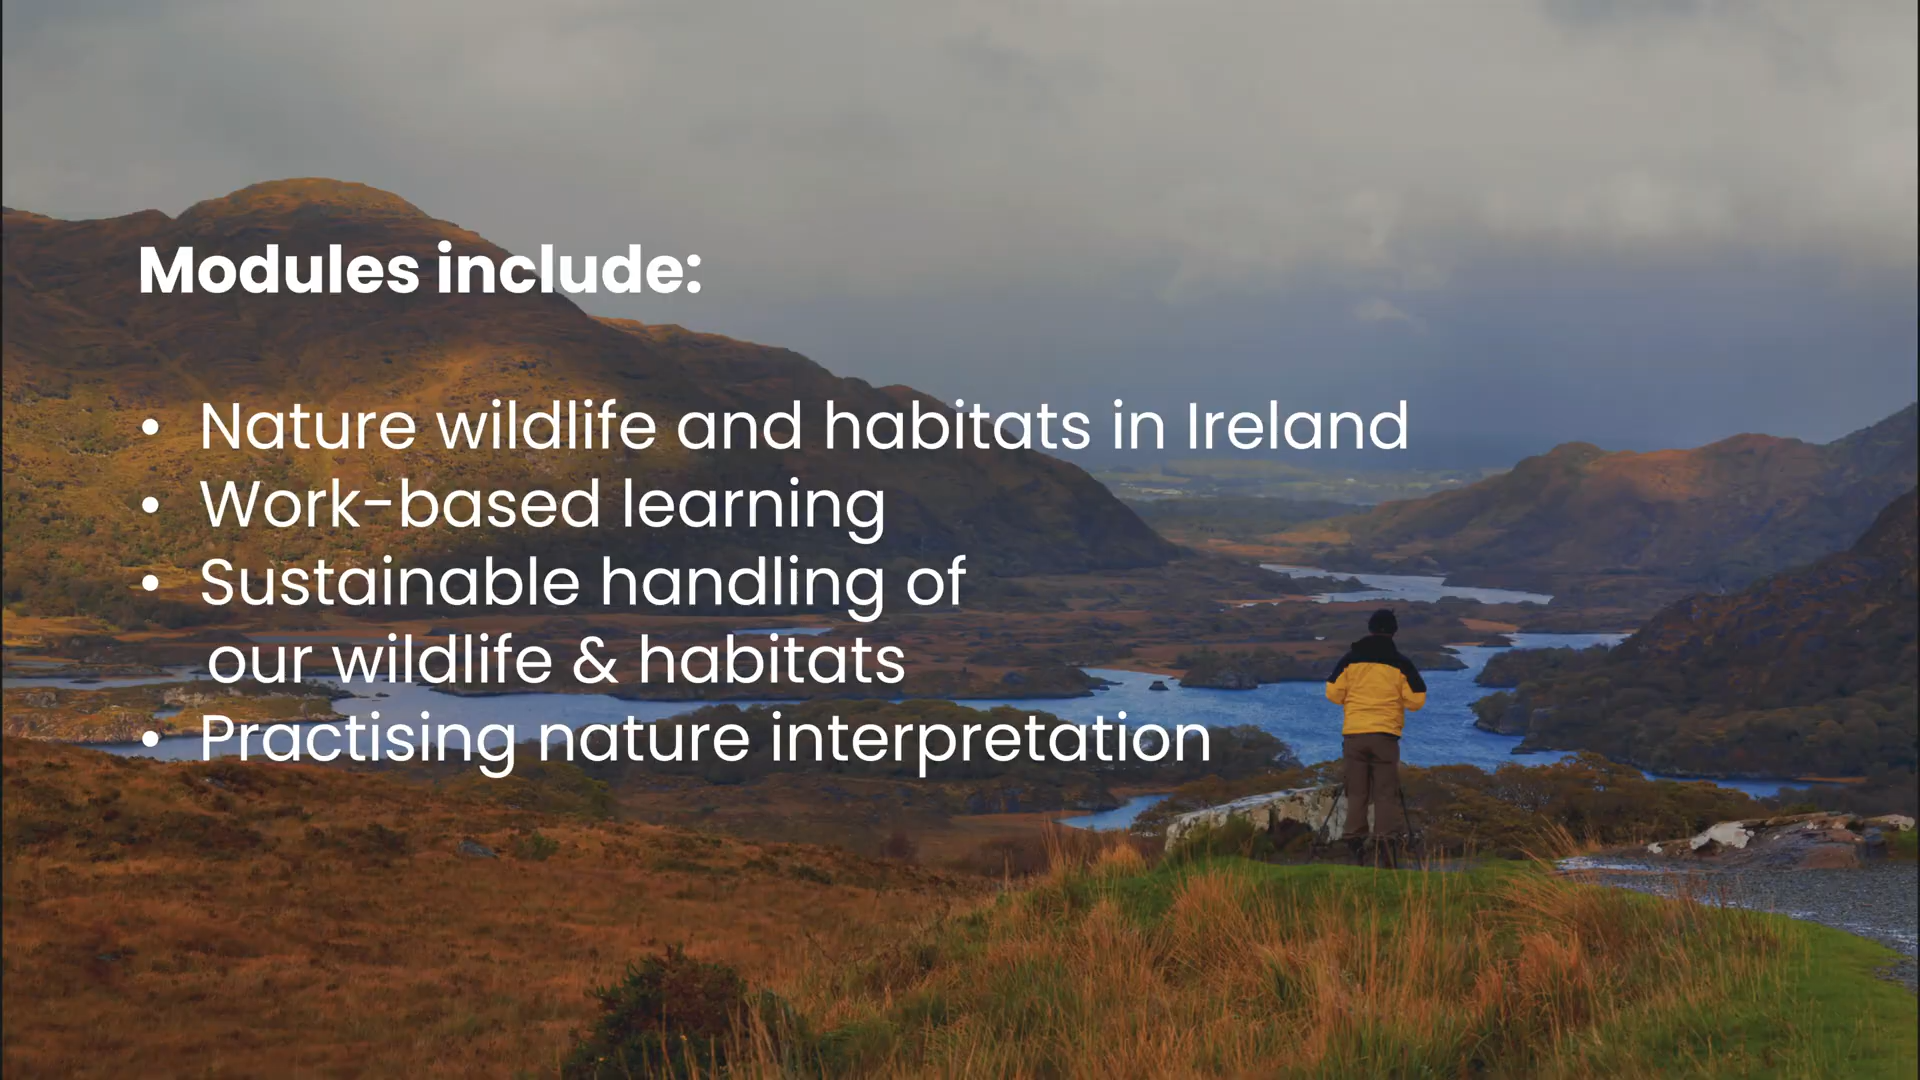 Modules include:
• Nature wildlife and habitats in Ireland
• Work-based learning
• Sustainable handling of
our wildlife & habitats
• Practising nature interpretation